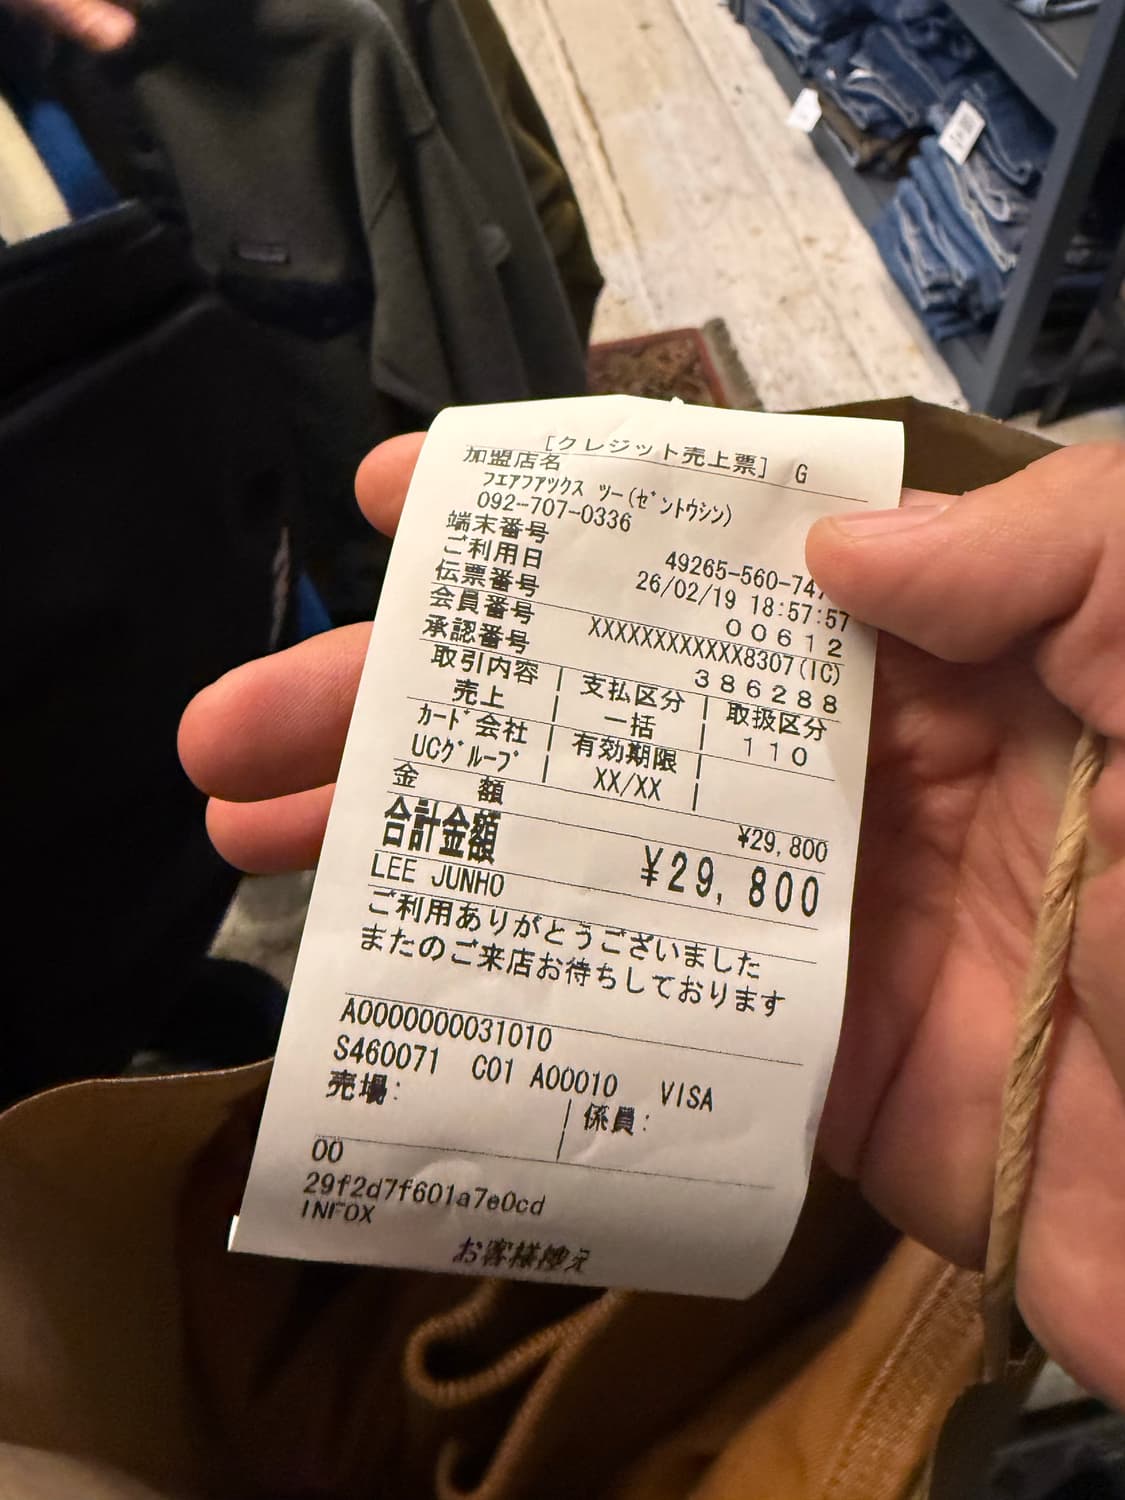 [クレジット売上票] G
加盟店名
フエアフアツクス ツー(ゼントウシン)
092-707-0336
端末番号 49265-560-747
ご利用日 26/02/19 18:57:57
伝票番号 00612
会員番号 XXXXXXXXXXXX8307(IC)
承認番号 386288
取引内容 支払区分 取扱区分
売上 一括 110
カード会社 有効期限
UCグループ XX/XX
金額 ¥29,800
合計金額 ¥29,800
LEE JUNHO
ご利用ありがとうございました
またのご来店お待ちしております
A0000000031010
S460071 C01 A00010 VISA
売場: 係員:
00
29f2d7f601a7e0cd
INFOX
お客様控え